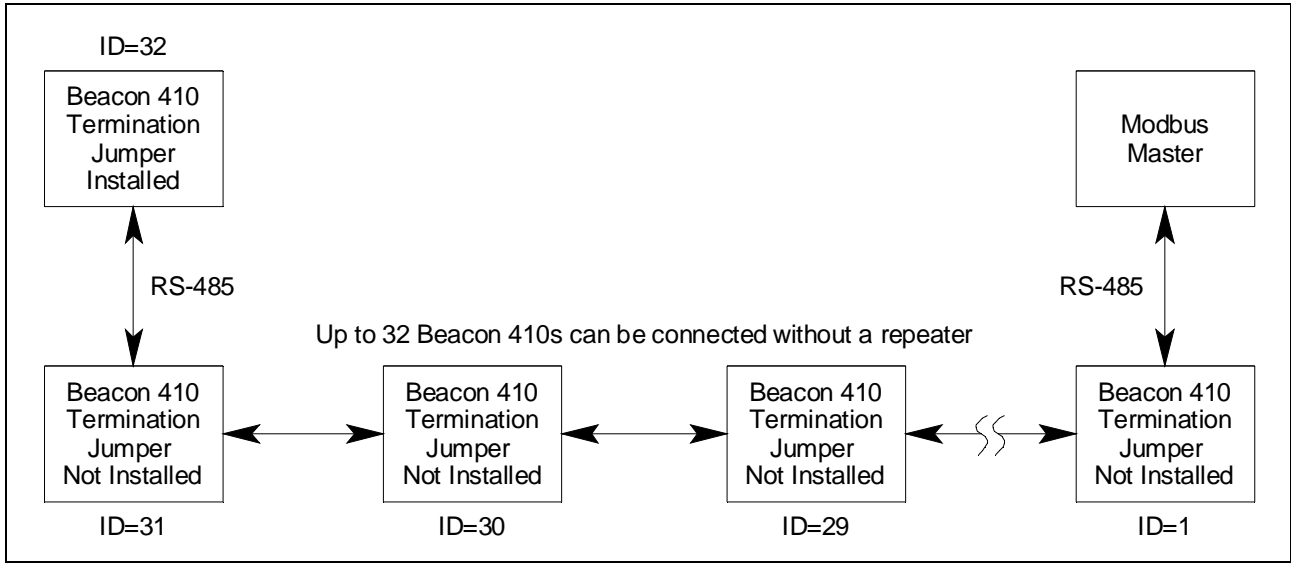 ID=32
Beacon 410
Termination
Jumper
Installed
Modbus
Master
RS-485
RS-485
Up to 32 Beacon 410s can be connected without a repeater
Beacon 410
Termination
Jumper
Not Installed
Beacon 410
Termination
Jumper
Not Installed
Beacon 410
Termination
Jumper
Not Installed
Beacon 410
Termination
Jumper
Not Installed
ID=31
ID=30
ID=29
ID=1